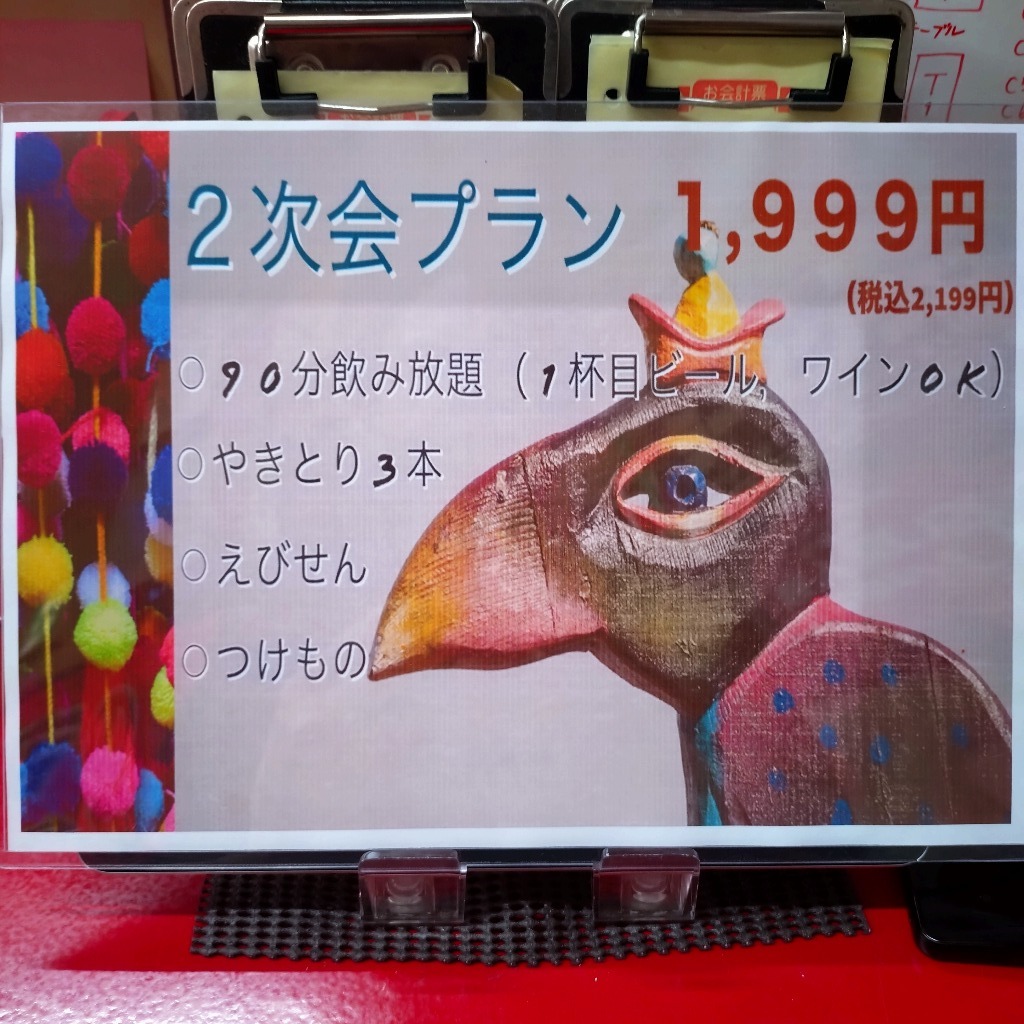 お会計票
２次会プラン 1,999円
(税込2,199円)
○90分飲み放題（1杯目ビール，ワインOK）
○やきとり3本
○えびせん
○つけもの